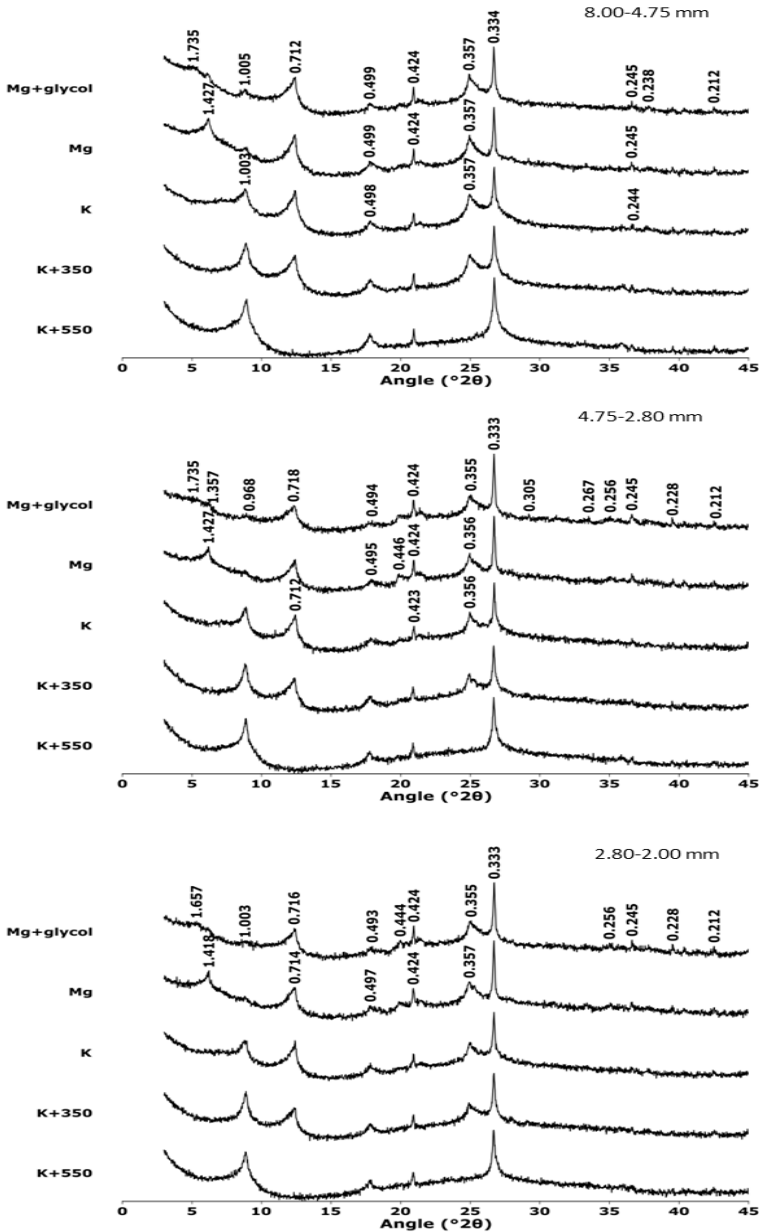 8.00-4.75 mm
Mg+glycol
1.735 1.005 0.712 0.499 0.424 0.357 0.334 0.245 0.238 0.212
Mg
1.427 0.499 0.424 0.357 0.245
K
1.003 0.498 0.357 0.244
K+350
K+550
0 5 10 15 20 25 30 35 40 45
Angle (°2θ)
4.75-2.80 mm
Mg+glycol
1.735 1.357 0.968 0.718 0.494 0.424 0.355 0.333 0.305 0.267 0.256 0.245 0.228 0.212
Mg
1.427 0.495 0.446 0.424 0.356
K
0.712 0.423 0.356
K+350
K+550
0 5 10 15 20 25 30 35 40 45
Angle (°2θ)
2.80-2.00 mm
Mg+glycol
1.657 1.003 0.716 0.493 0.444 0.424 0.355 0.333 0.256 0.245 0.228 0.212
Mg
1.418 0.714 0.497 0.424 0.357
K
K+350
K+550
0 5 10 15 20 25 30 35 40 45
Angle (°2θ)